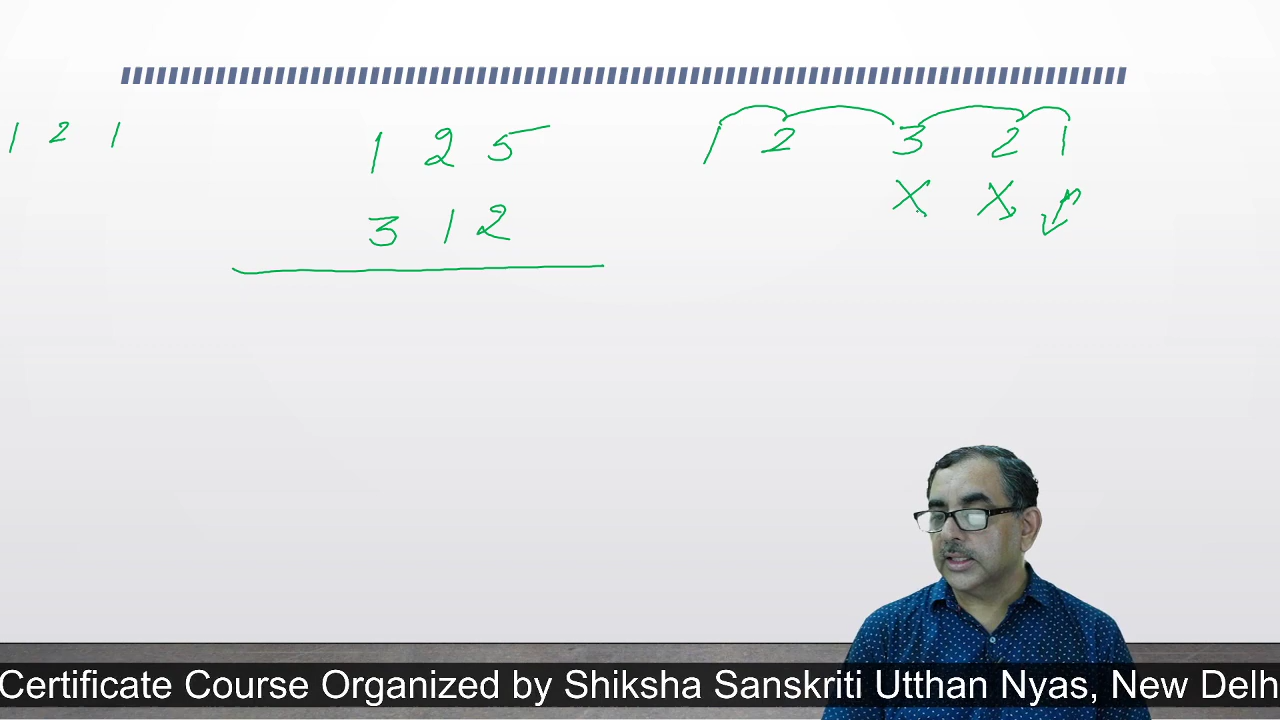 1 2 1
1 2 5
3 1 2
1 2 3 2 1
X X
Certificate Course Organized by Shiksha Sanskriti Utthan Nyas, New Delh